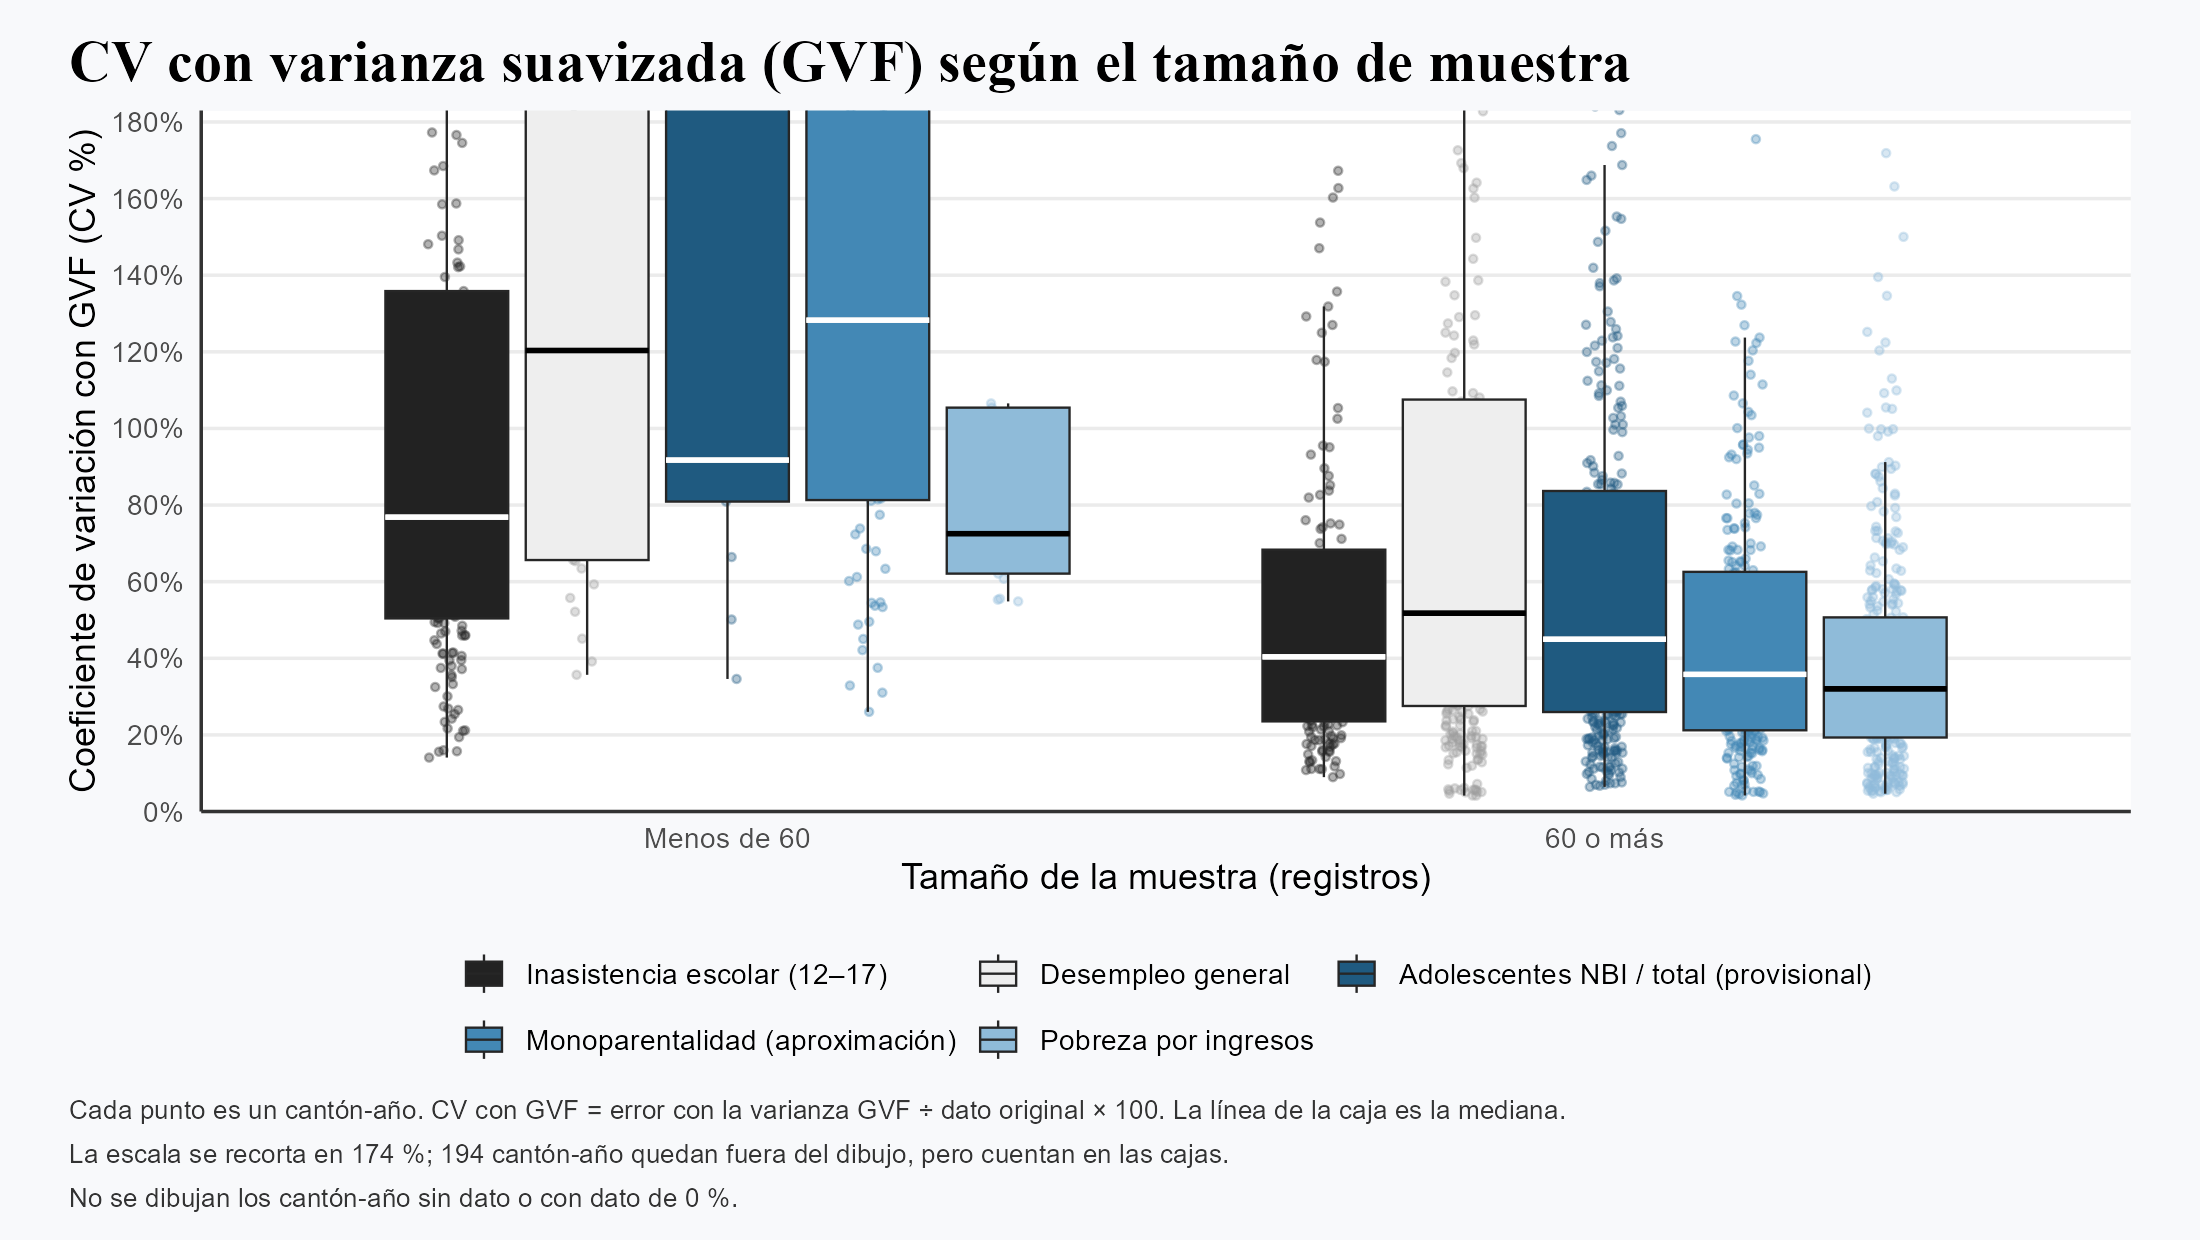 CV con varianza suavizada (GVF) según el tamaño de muestra
Coeficiente de variación con GVF (CV %)
180%
160%
140%
120%
100%
80%
60%
40%
20%
0%
Menos de 60
60 o más
Tamaño de la muestra (registros)
Inasistencia escolar (12–17)
Desempleo general
Adolescentes NBI / total (provisional)
Monoparentalidad (aproximación)
Pobreza por ingresos
Cada punto es un cantón-año. CV con GVF = error con la varianza GVF ÷ dato original × 100. La línea de la caja es la mediana.
La escala se recorta en 174 %; 194 cantón-año quedan fuera del dibujo, pero cuentan en las cajas.
No se dibujan los cantón-año sin dato o con dato de 0 %.